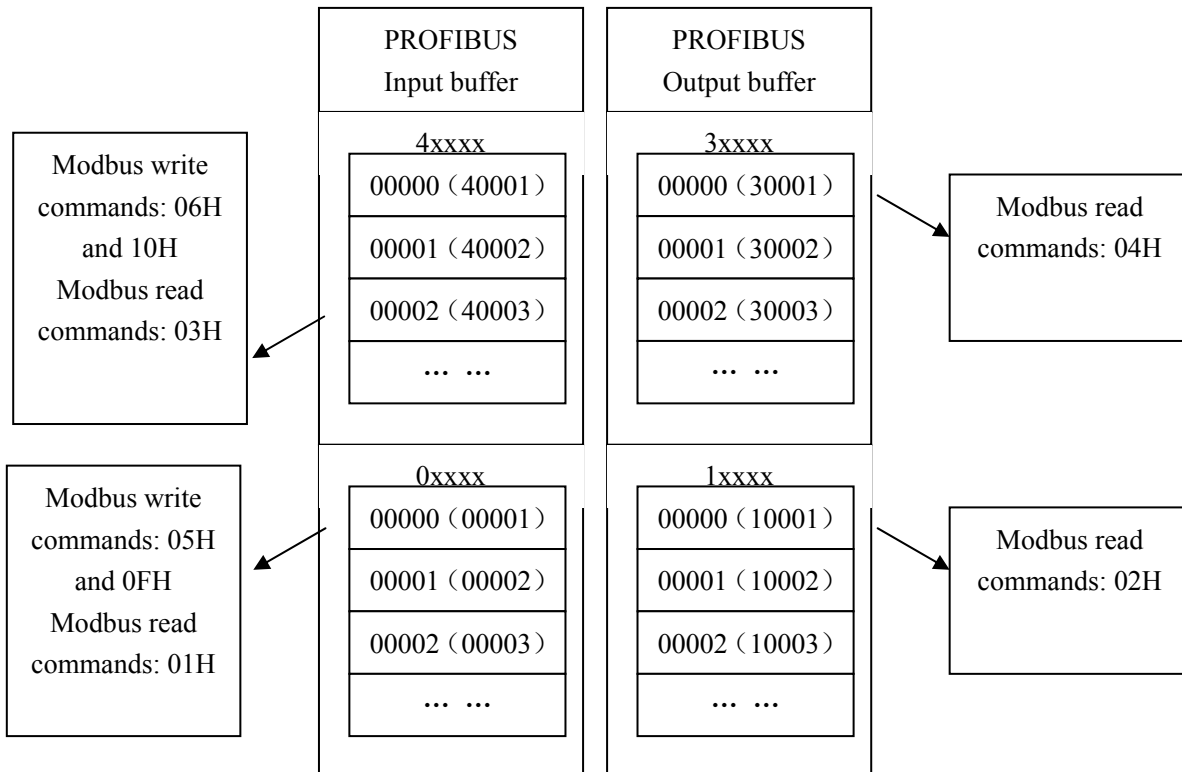 PROFIBUS
Input buffer
PROFIBUS
Output buffer
Modbus write
commands: 06H
and 10H
Modbus read
commands: 03H
4xxxx
00000（40001）
00001（40002）
00002（40003）
… …
3xxxx
00000（30001）
00001（30002）
00002（30003）
… …
Modbus read
commands: 04H
Modbus write
commands: 05H
and 0FH
Modbus read
commands: 01H
0xxxx
00000（00001）
00001（00002）
00002（00003）
… …
1xxxx
00000（10001）
00001（10002）
00002（10003）
… …
Modbus read
commands: 02H